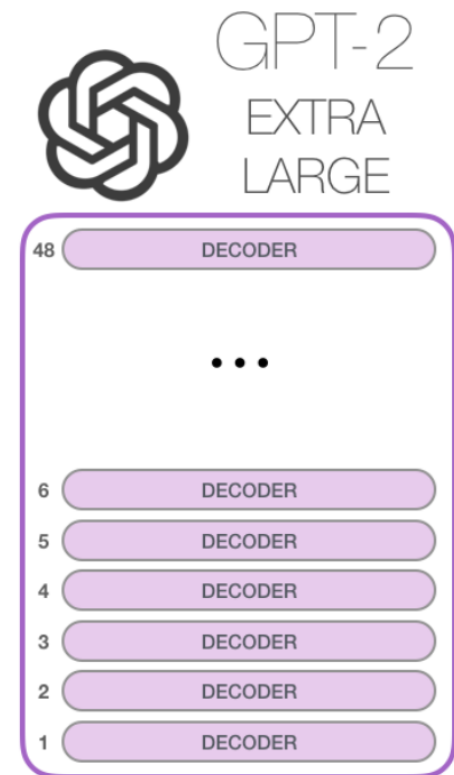 GPT-2
EXTRA
LARGE
48 DECODER
...
6 DECODER
5 DECODER
4 DECODER
3 DECODER
2 DECODER
1 DECODER